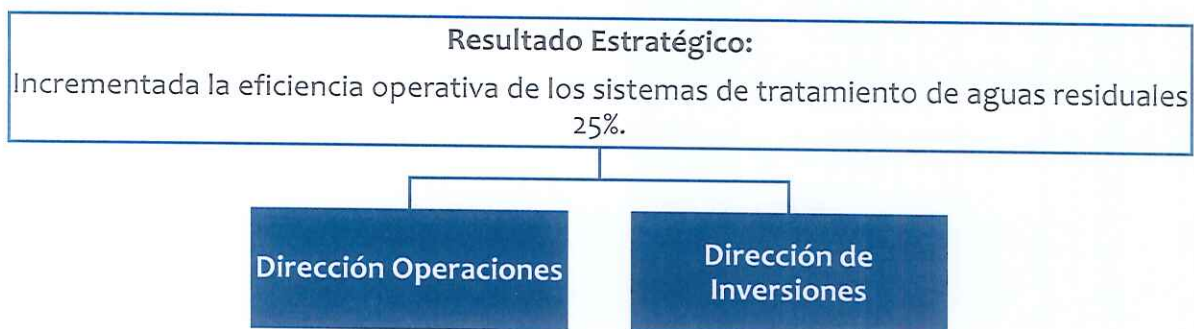 Resultado Estratégico:
Incrementada la eficiencia operativa de los sistemas de tratamiento de aguas residuales
25%.
Dirección Operaciones
Dirección de
Inversiones